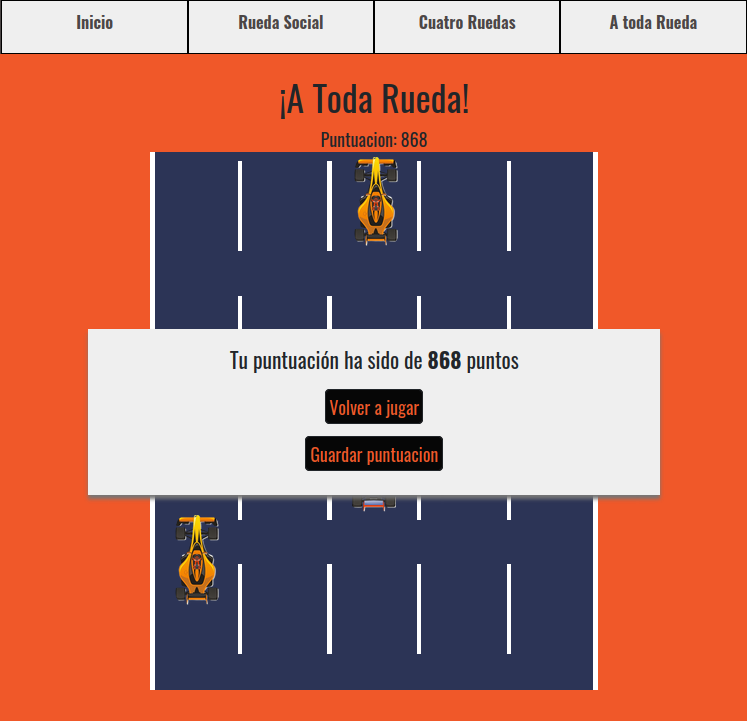 Inicio
Rueda Social
Cuatro Ruedas
A toda Rueda
¡A Toda Rueda!
Puntuacion: 868
Tu puntuación ha sido de 868 puntos
Volver a jugar
Guardar puntuacion